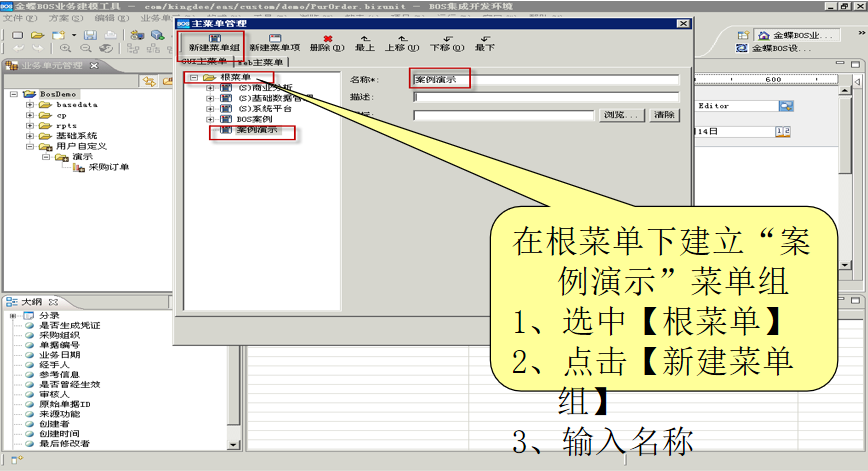 金蝶BOS业务建模工具 - com/kingdee/eas/custom/demo/PurOrder.bizunit - BOS集成开发环境
文件(F) 方案(S) 编辑(E)
主菜单管理
新建菜单组 新建菜单项 删除(D) 最上 上移(U) 下移(D) 最下
GUI主菜单 Web主菜单
根菜单
(S)商业分析
(S)基础数据管理
(S)系统平台
BOS案例
案例演示
名称*: 案例演示
描述:
浏览... 清除
金蝶BOS业...
金蝶BOS设...
600
Editor
14日
业务单元管理
BosDemo
basedata
cp
rpts
基础系统
用户自定义
演示
采购订单
大纲
分录
是否生成凭证
采购组织
单据编号
业务日期
经手人
参考信息
是否曾经生效
审核人
原始单据ID
来源功能
创建者
创建时间
最后修改者
在根菜单下建立“案
例演示”菜单组
1、选中【根菜单】
2、点击【新建菜单
组】
3、输入名称